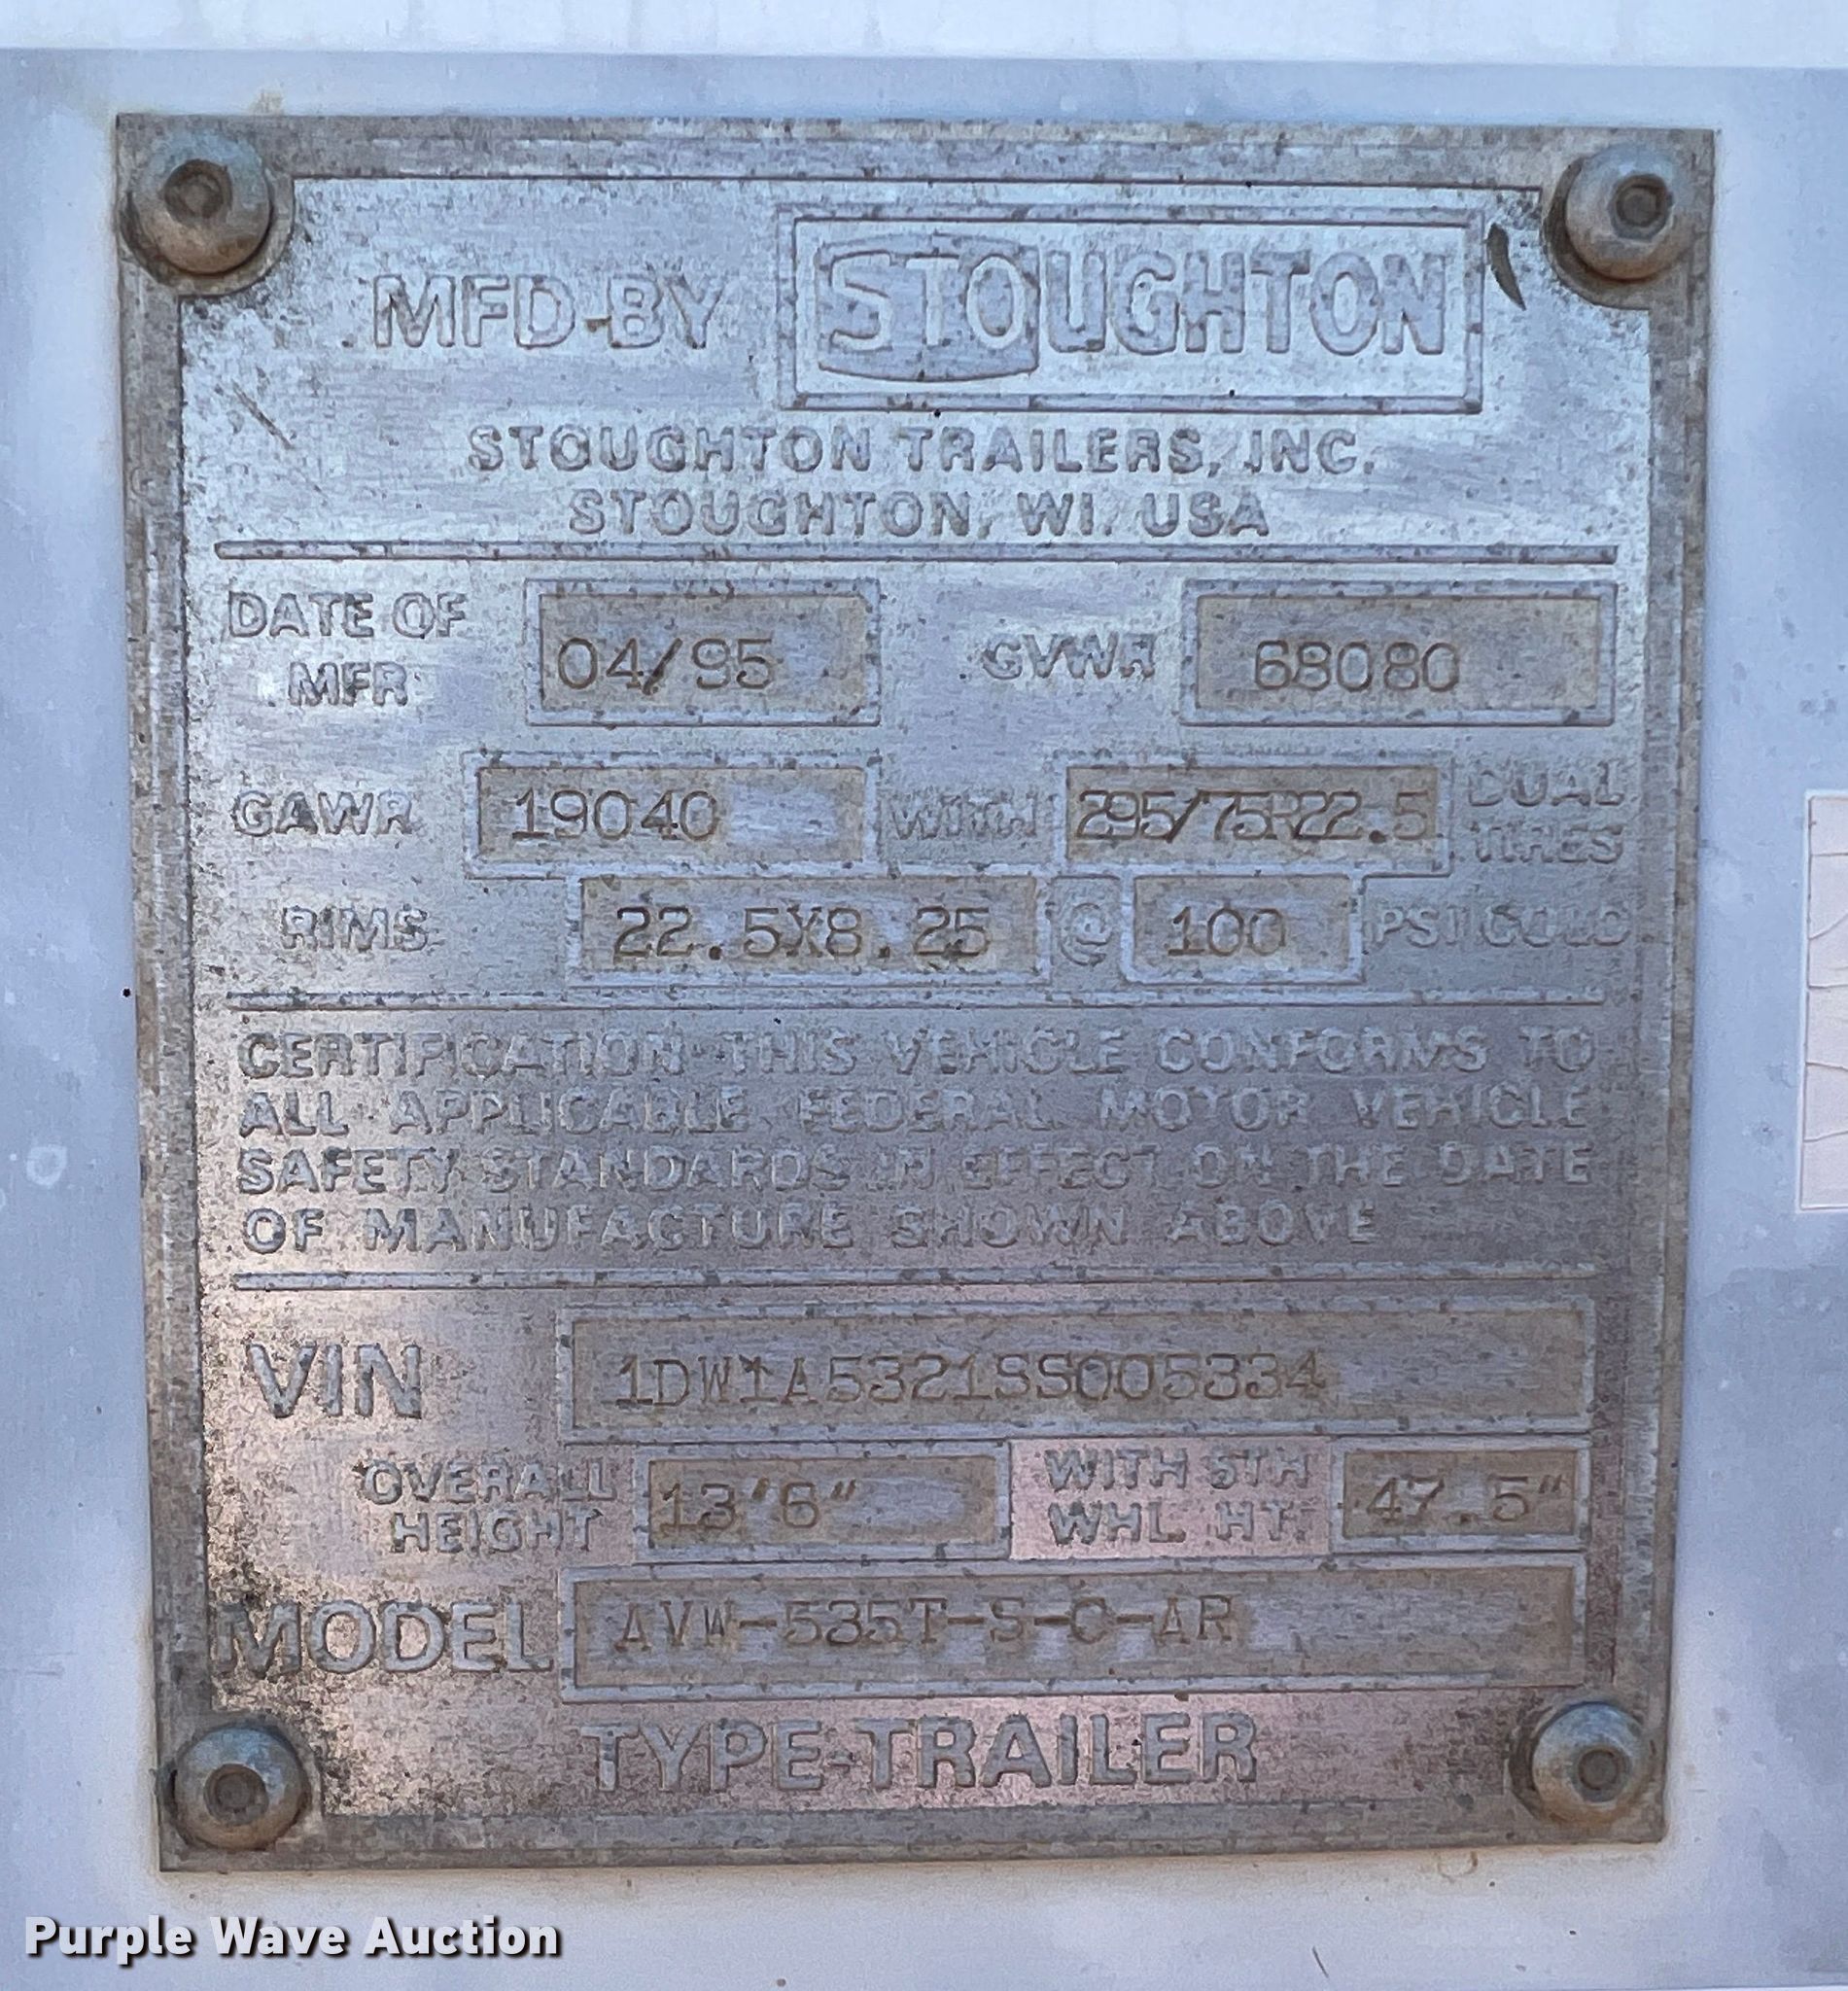 MFD-BY STOUGHTON
STOUGHTON TRAILERS, INC.
STOUGHTON, WI. USA
DATE OF MFR 04/95 GVWR 68080
GAWR 19040 WITH 295/75R22.5 DUAL TIRES
RIMS 22.5X8.25 @ 100 PSI COLD
CERTIFICATION-THIS VEHICLE CONFORMS TO
ALL APPLICABLE FEDERAL MOTOR VEHICLE
SAFETY STANDARDS IN EFFECT ON THE DATE
OF MANUFACTURE SHOWN ABOVE
VIN 1DW1A5321SS005334
OVERALL HEIGHT 13'6" WITH 5TH WHL. HT. 47.5"
MODEL AVW-535T-S-C-AR
TYPE-TRAILER
Purple Wave Auction